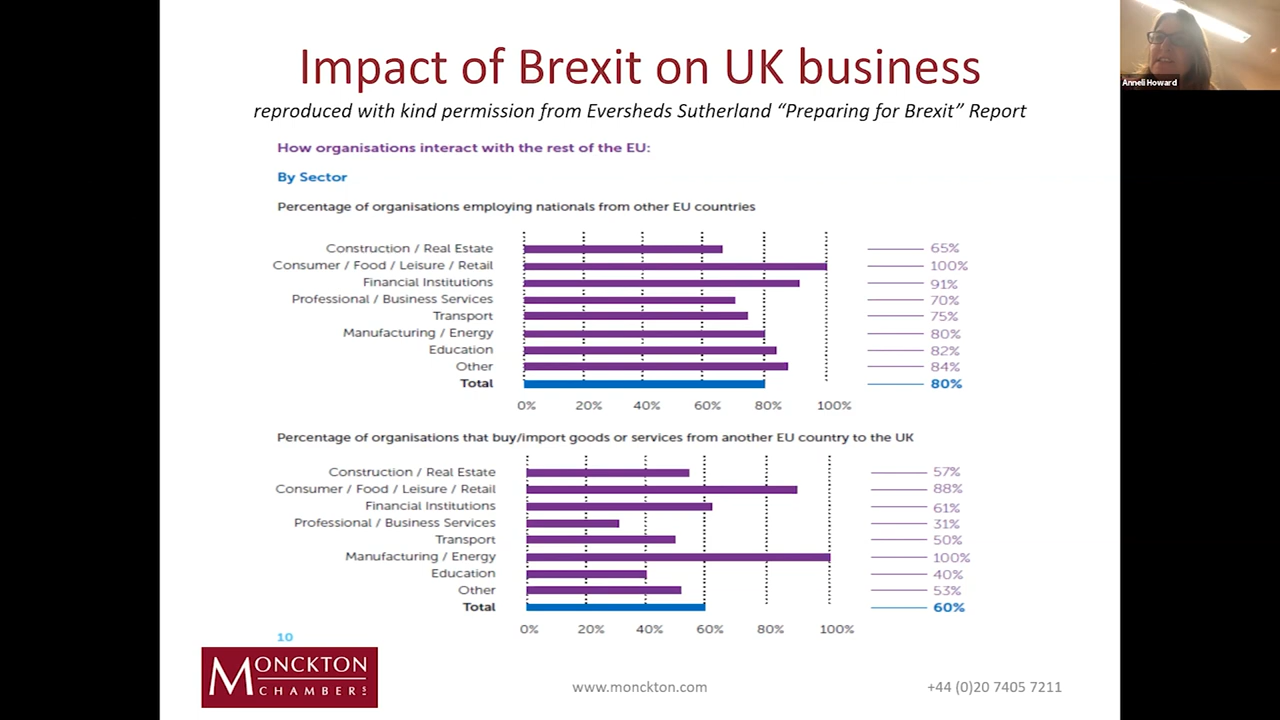 Impact of Brexit on UK business
reproduced with kind permission from Eversheds Sutherland “Preparing for Brexit” Report
Anneli Howard
How organisations interact with the rest of the EU:
By Sector
Percentage of organisations employing nationals from other EU countries
Construction / Real Estate 65%
Consumer / Food / Leisure / Retail 100%
Financial Institutions 91%
Professional / Business Services 70%
Transport 75%
Manufacturing / Energy 80%
Education 82%
Other 84%
Total 80%
0% 20% 40% 60% 80% 100%
Percentage of organisations that buy/import goods or services from another EU country to the UK
Construction / Real Estate 57%
Consumer / Food / Leisure / Retail 88%
Financial Institutions 61%
Professional / Business Services 31%
Transport 50%
Manufacturing / Energy 100%
Education 40%
Other 53%
Total 60%
0% 20% 40% 60% 80% 100%
10
MONCKTON
CHAMBERS
www.monckton.com
+44 (0)20 7405 7211